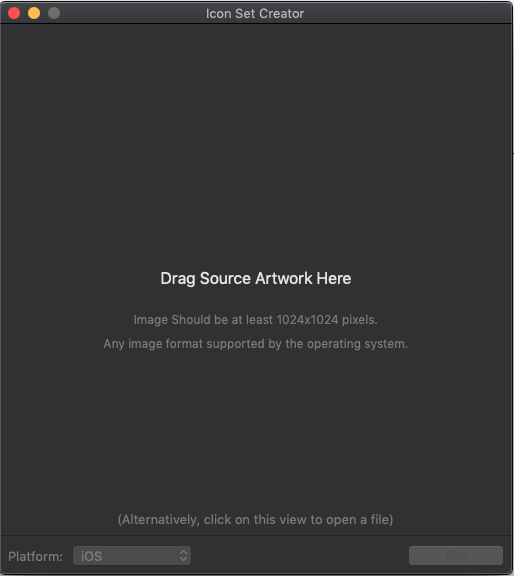 Icon Set Creator
Drag Source Artwork Here
Image Should be at least 1024x1024 pixels.
Any image format supported by the operating system.
(Alternatively, click on this view to open a file)
Platform:
iOS
Go!